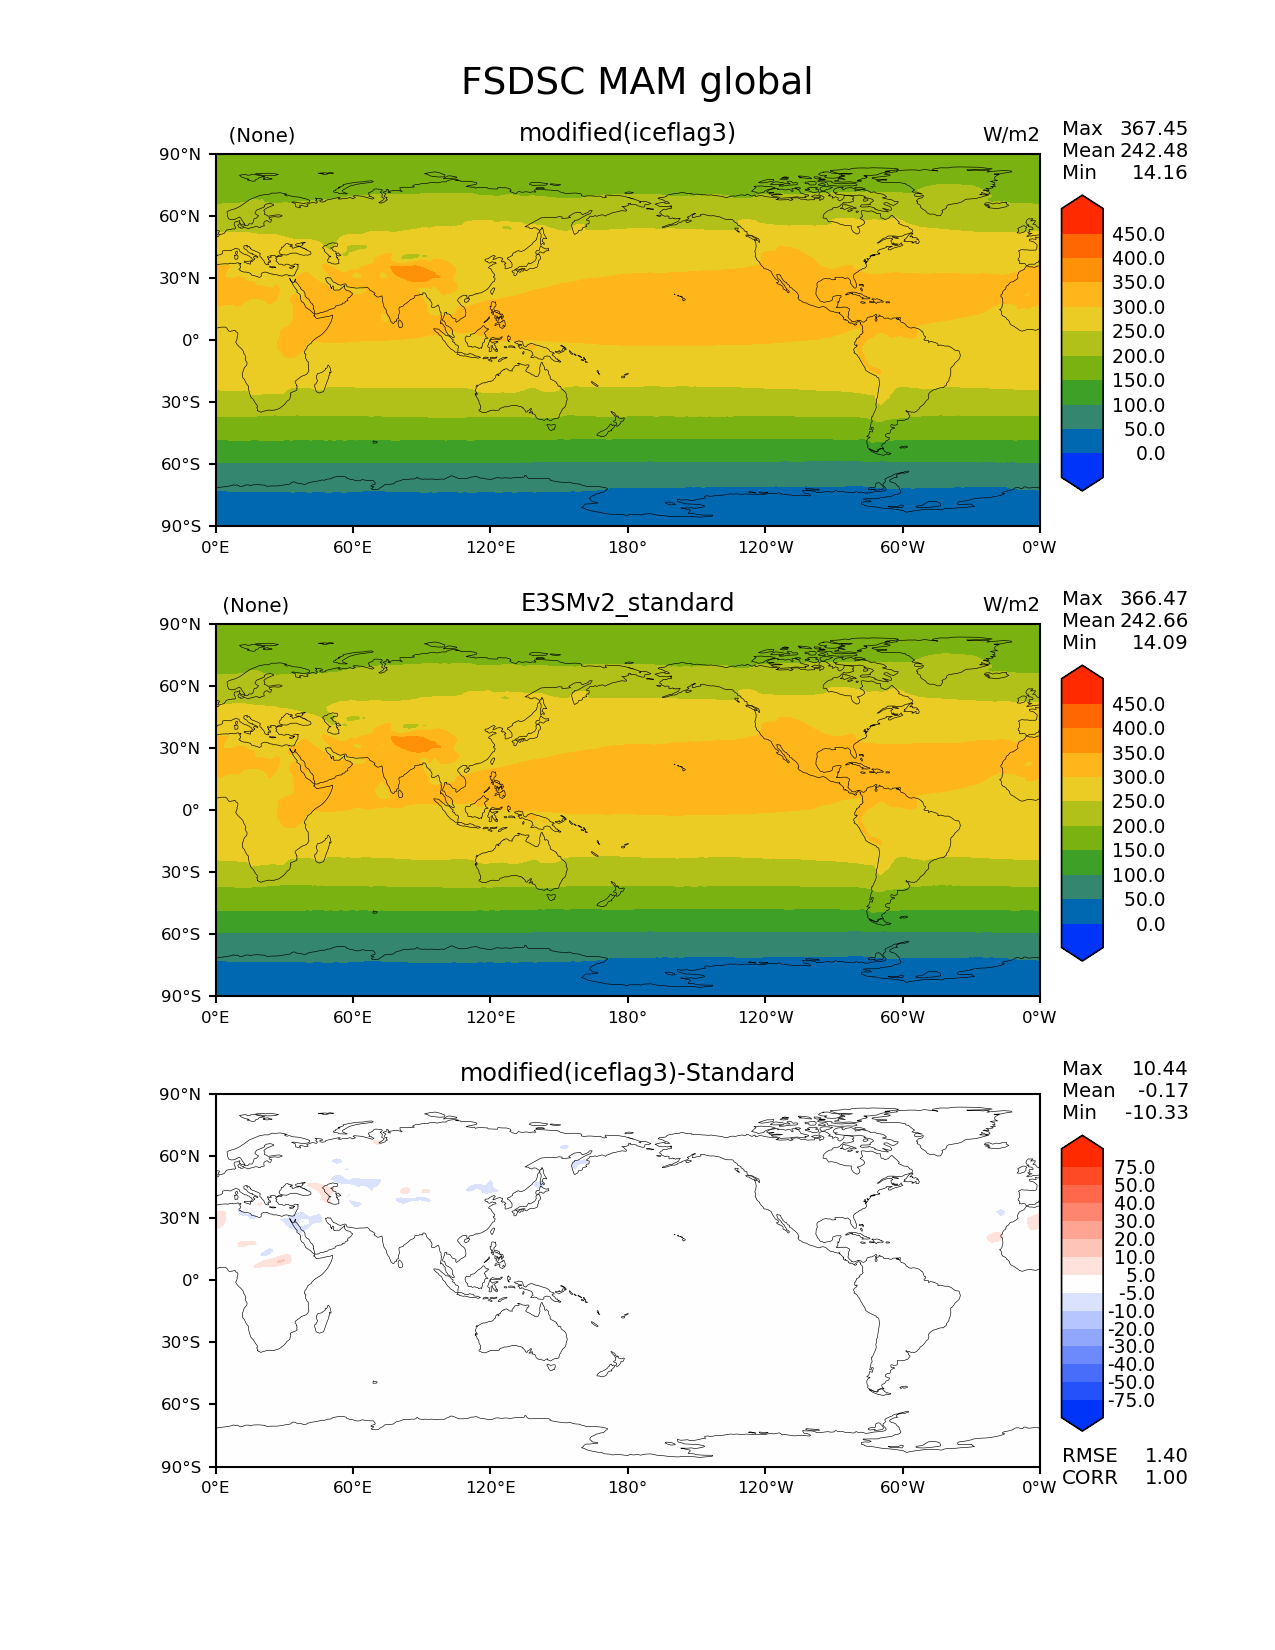 FSDSC MAM global
(None) modified(iceflag3) W/m2
Max 367.45
Mean 242.48
Min 14.16
90°N
60°N
30°N
0°
30°S
60°S
90°S
0°E 60°E 120°E 180° 120°W 60°W 0°W
450.0
400.0
350.0
300.0
250.0
200.0
150.0
100.0
50.0
0.0
(None) E3SMv2_standard W/m2
Max 366.47
Mean 242.66
Min 14.09
90°N
60°N
30°N
0°
30°S
60°S
90°S
0°E 60°E 120°E 180° 120°W 60°W 0°W
450.0
400.0
350.0
300.0
250.0
200.0
150.0
100.0
50.0
0.0
modified(iceflag3)-Standard
Max 10.44
Mean -0.17
Min -10.33
90°N
60°N
30°N
0°
30°S
60°S
90°S
0°E 60°E 120°E 180° 120°W 60°W 0°W
75.0
50.0
40.0
30.0
20.0
10.0
5.0
-5.0
-10.0
-20.0
-30.0
-40.0
-50.0
-75.0
RMSE 1.40
CORR 1.00